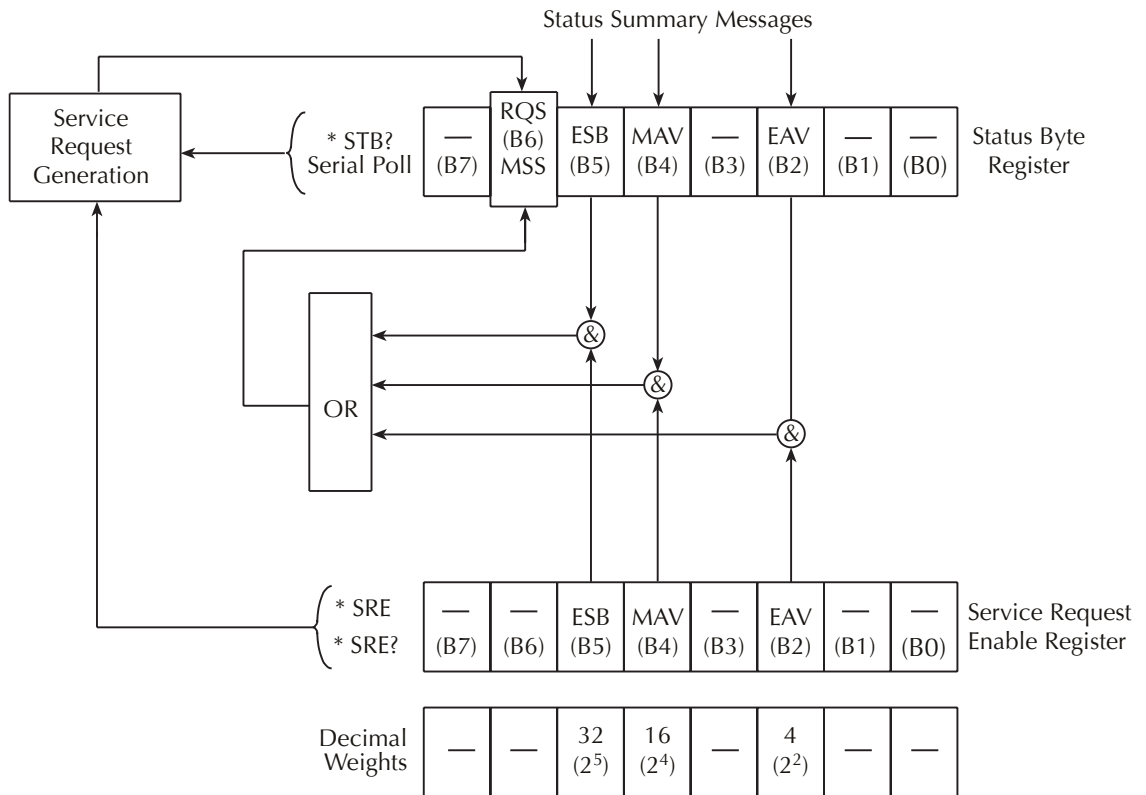 Status Summary Messages
Service
Request
Generation
* STB?
Serial Poll
—
(B7)
RQS
(B6)
MSS
ESB
(B5)
MAV
(B4)
—
(B3)
EAV
(B2)
—
(B1)
—
(B0)
Status Byte
Register
&
&
&
OR
* SRE
* SRE?
—
(B7)
—
(B6)
ESB
(B5)
MAV
(B4)
—
(B3)
EAV
(B2)
—
(B1)
—
(B0)
Service Request
Enable Register
Decimal
Weights
—
—
32
(2⁵)
16
(2⁴)
—
4
(2²)
—
—